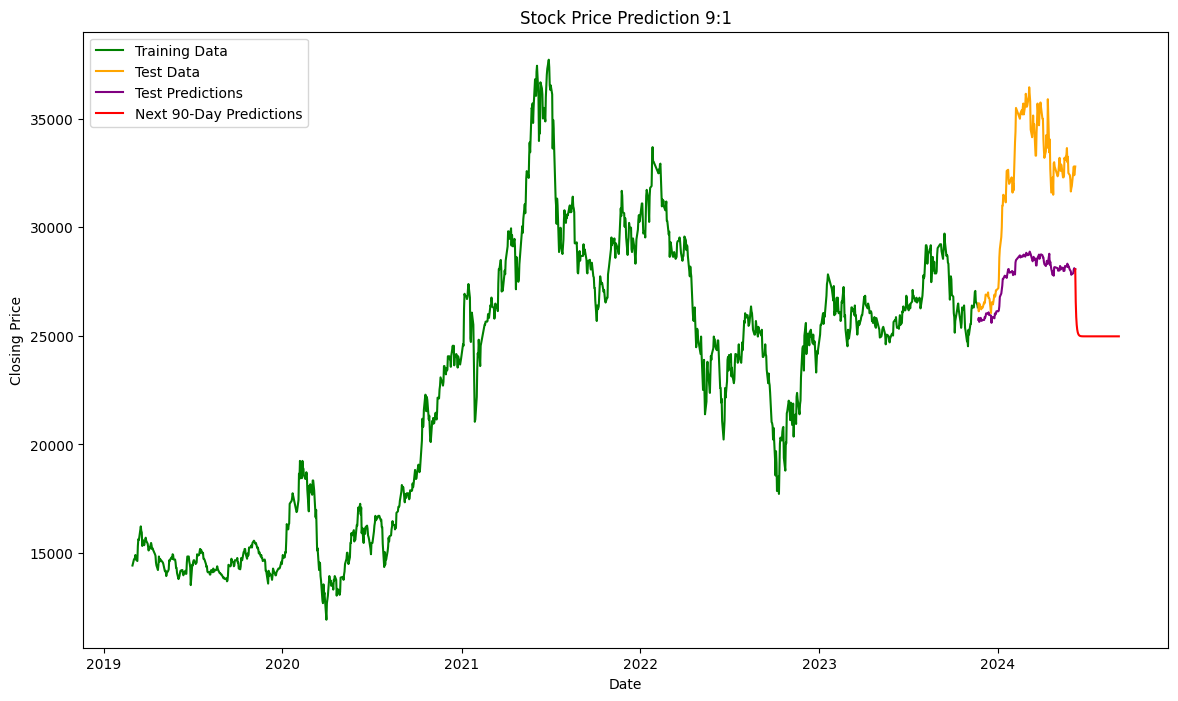 Stock Price Prediction 9:1
Training Data
Test Data
Test Predictions
Next 90-Day Predictions
Closing Price
35000
30000
25000
20000
15000
2019
2020
2021
2022
2023
2024
Date